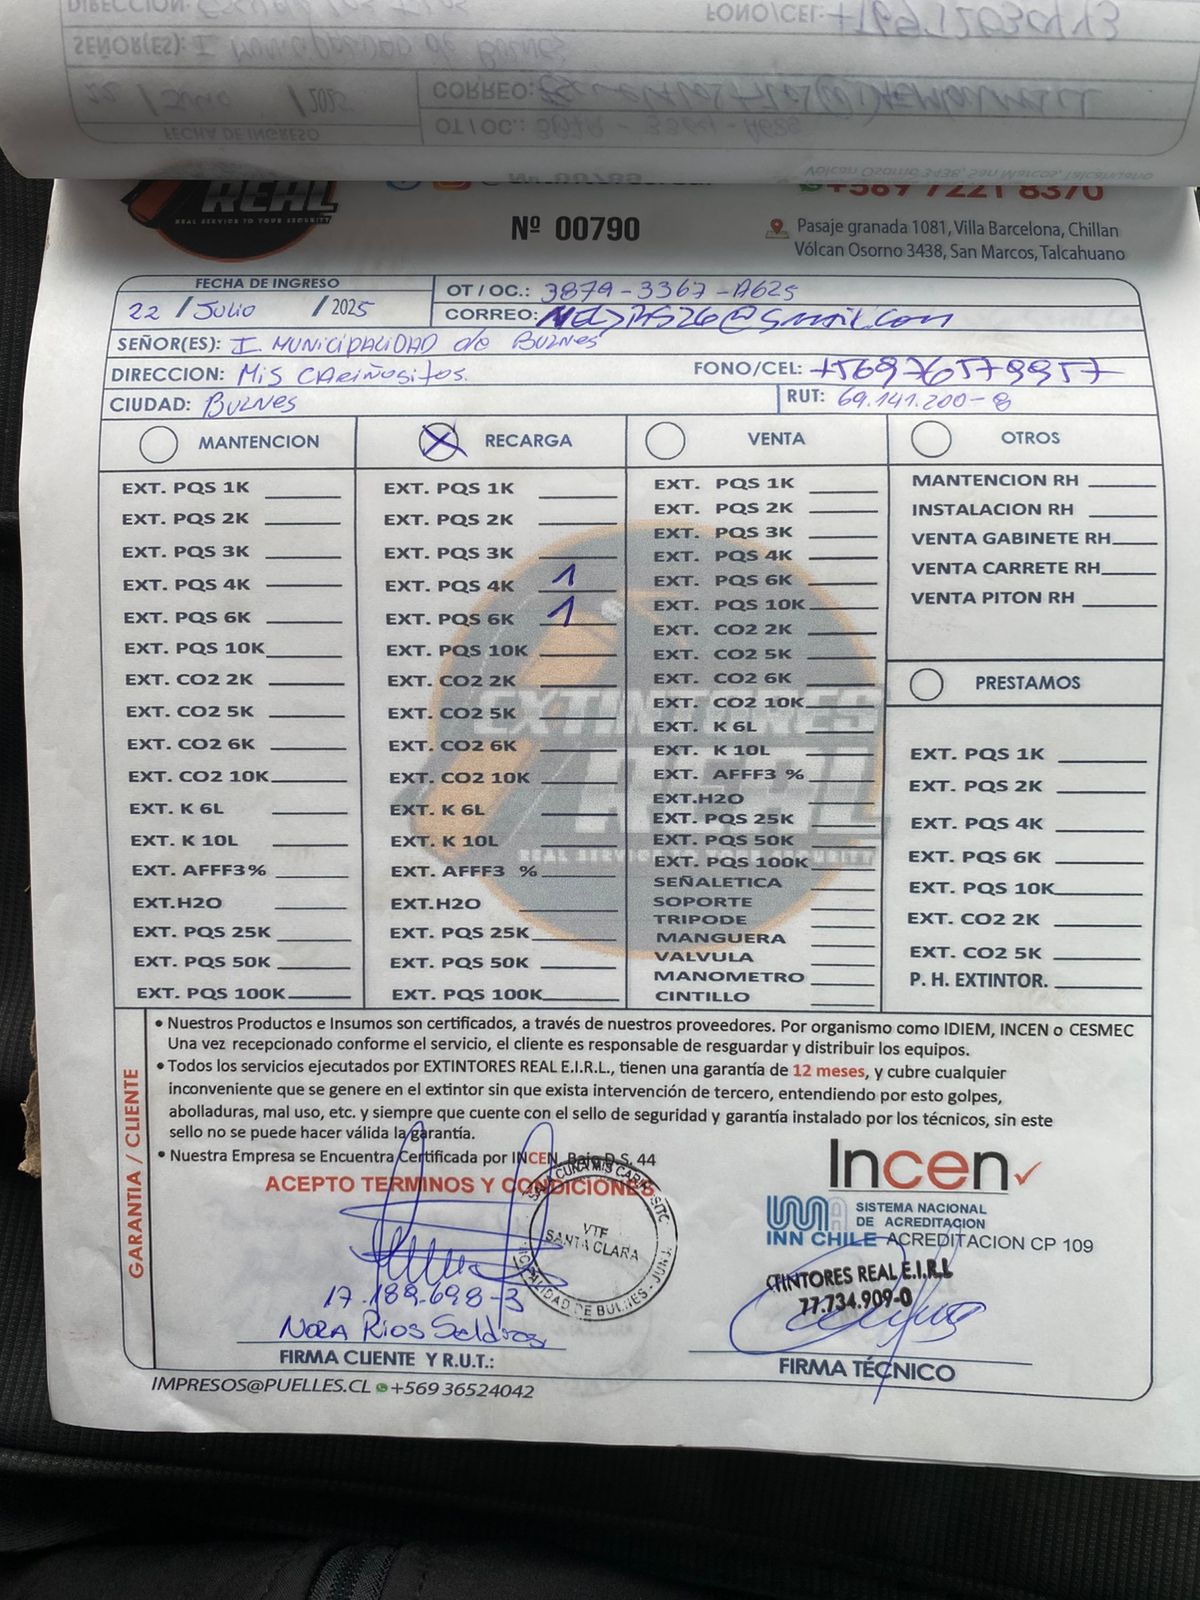 FONO/CEL:
SEÑOR(ES): I. Municipalidad de Bulnes
22 / Julio / 2025
CORREO:
FECHA DE INGRESO
OT / OC.: 3879 - 3364 - A625
REAL
REAL SERVICE TO YOUR SECURITY
+569 7221 8370
Nº 00790
Pasaje granada 1081, Villa Barcelona, Chillan
Vólcan Osorno 3438, San Marcos, Talcahuano
FECHA DE INGRESO
22 / Julio / 2025
OT / OC.: 3879-3367-A625
CORREO:
SEÑOR(ES): I. MUNICIPALIDAD de BULNES
DIRECCION: Mis CARiÑositos.
FONO/CEL: +56976579957
CIUDAD: BULNES
RUT: 69.141.200-8
MANTENCION
EXT. PQS 1K
EXT. PQS 2K
EXT. PQS 3K
EXT. PQS 4K
EXT. PQS 6K
EXT. PQS 10K
EXT. CO2 2K
EXT. CO2 5K
EXT. CO2 6K
EXT. CO2 10K
EXT. K 6L
EXT. K 10L
EXT. AFFF3%
EXT.H2O
EXT. PQS 25K
EXT. PQS 50K
EXT. PQS 100K
X RECARGA
EXT. PQS 1K
EXT. PQS 2K
EXT. PQS 3K
EXT. PQS 4K 1
EXT. PQS 6K 1
EXT. PQS 10K
EXT. CO2 2K
EXT. CO2 5K
EXT. CO2 6K
EXT. CO2 10K
EXT. K 6L
EXT. K 10L
EXT. AFFF3 %
EXT.H2O
EXT. PQS 25K
EXT. PQS 50K
EXT. PQS 100K
VENTA
EXT. PQS 1K
EXT. PQS 2K
EXT. PQS 3K
EXT. PQS 4K
EXT. PQS 6K
EXT. PQS 10K
EXT. CO2 2K
EXT. CO2 5K
EXT. CO2 6K
EXT. CO2 10K
EXT. K 6L
EXT. K 10L
EXT. AFFF3 %
EXT.H2O
EXT. PQS 25K
EXT. PQS 50K
EXT. PQS 100K
SEÑALETICA
SOPORTE
TRIPODE
MANGUERA
VALVULA
MANOMETRO
CINTILLO
OTROS
MANTENCION RH
INSTALACION RH
VENTA GABINETE RH
VENTA CARRETE RH
VENTA PITON RH
PRESTAMOS
EXT. PQS 1K
EXT. PQS 2K
EXT. PQS 4K
EXT. PQS 6K
EXT. PQS 10K
EXT. CO2 2K
EXT. CO2 5K
P. H. EXTINTOR.
EXTINTORES
REAL
REAL SERVICE TO YOUR SECURITY
GARANTIA / CLIENTE
• Nuestros Productos e Insumos son certificados, a través de nuestros proveedores. Por organismo como IDIEM, INCEN o CESMEC
Una vez recepcionado conforme el servicio, el cliente es responsable de resguardar y distribuir los equipos.
• Todos los servicios ejecutados por EXTINTORES REAL E.I.R.L., tienen una garantía de 12 meses, y cubre cualquier
inconveniente que se genere en el extintor sin que exista intervención de tercero, entendiendo por esto golpes,
abolladuras, mal uso, etc. y siempre que cuente con el sello de seguridad y garantía instalado por los técnicos, sin este
sello no se puede hacer válida la garantía.
• Nuestra Empresa se Encuentra Certificada por INCEN, Bajo D.S. 44
ACEPTO TERMINOS Y CONDICIONES
SALA CUNA MIS CARIÑOSITO
VTF
SANTA CLARA
ICIPALIDAD DE BULNES - JUNJI
Incen
INN CHILE
SISTEMA NACIONAL
DE ACREDITACION
ACREDITACION CP 109
XTINTORES REAL E.I.R.L
77.734.909-0
17.189.698-3
Nora Rios Saldias
FIRMA CLIENTE Y R.U.T.:
FIRMA TÉCNICO
IMPRESOS@PUELLES.CL +569 36524042